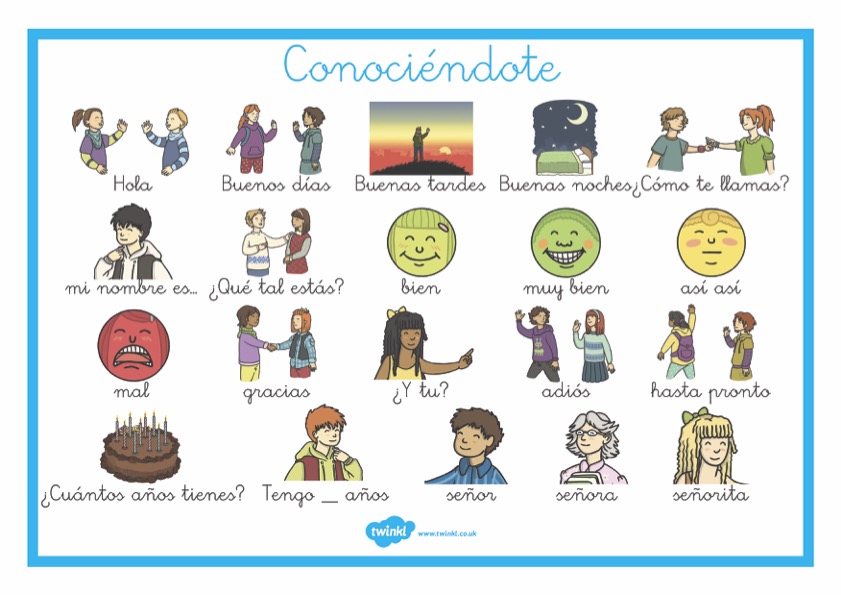 Conociéndote
Hola Buenos días Buenas tardes Buenas noches ¿Cómo te llamas?
mi nombre es... ¿Qué tal estás? bien muy bien así así
mal gracias ¿Y tu? adiós hasta pronto
¿Cuántos años tienes? Tengo __ años señor señora señorita
twinkl www.twinkl.co.uk